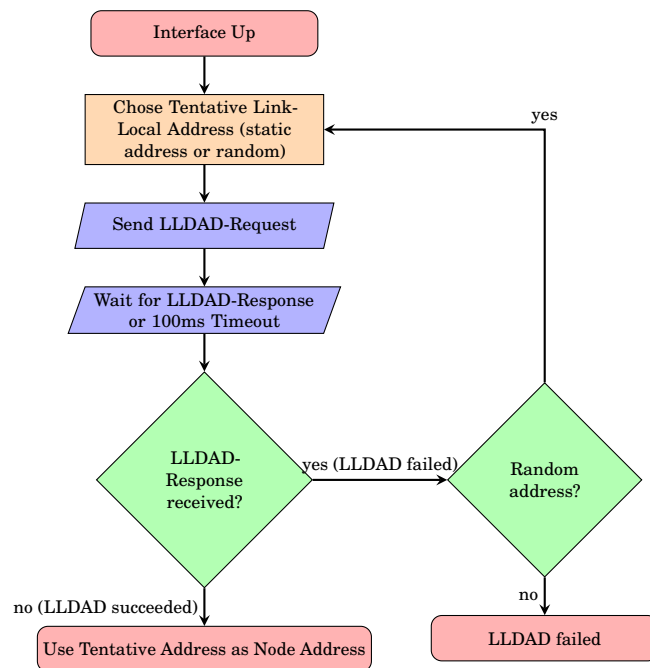 Interface Up
Chose Tentative Link-
Local Address (static
address or random)
yes
Send LLDAD-Request
Wait for LLDAD-Response
or 100ms Timeout
LLDAD-
Response
received?
yes (LLDAD failed)
Random
address?
no (LLDAD succeeded)
no
Use Tentative Address as Node Address
LLDAD failed